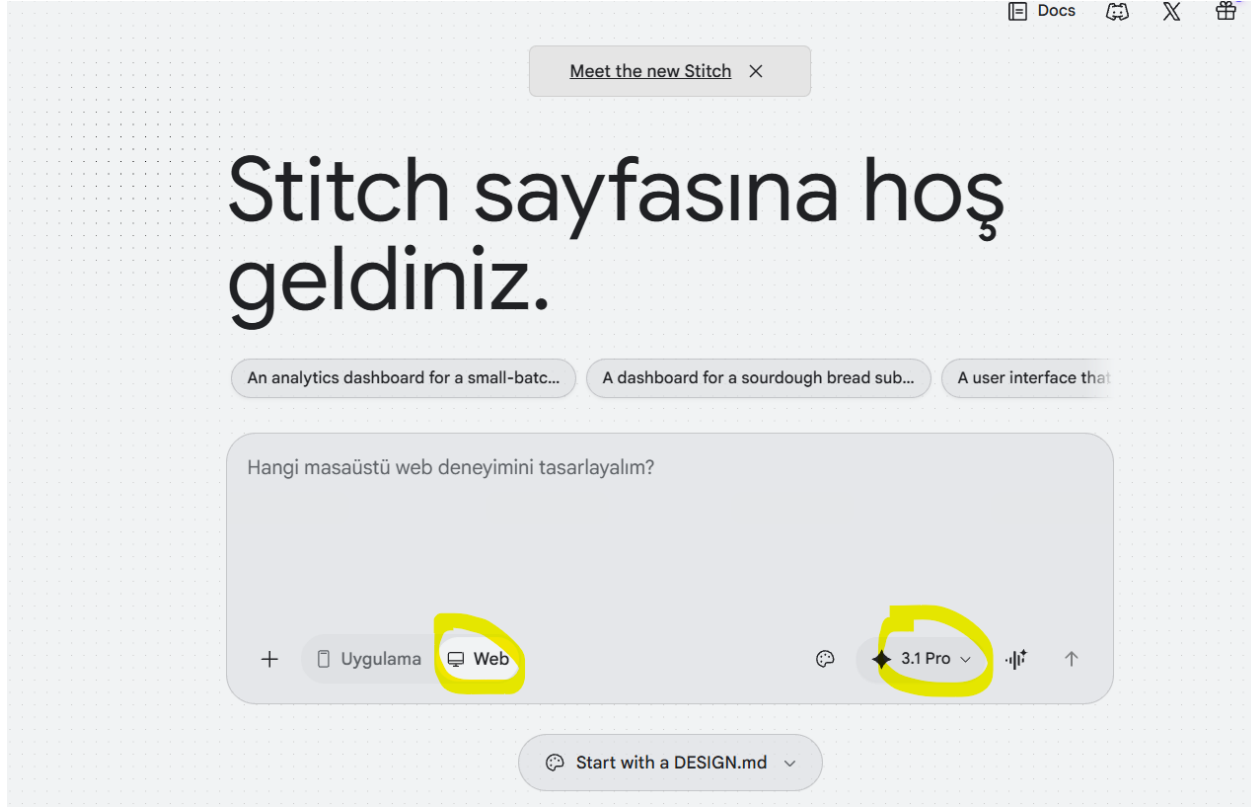 Docs
Meet the new Stitch
Stitch sayfasına hoş
geldiniz.
An analytics dashboard for a small-batc... A dashboard for a sourdough bread sub... A user interface that
Hangi masaüstü web deneyimini tasarlayalım?
Uygulama Web 3.1 Pro
Start with a DESIGN.md